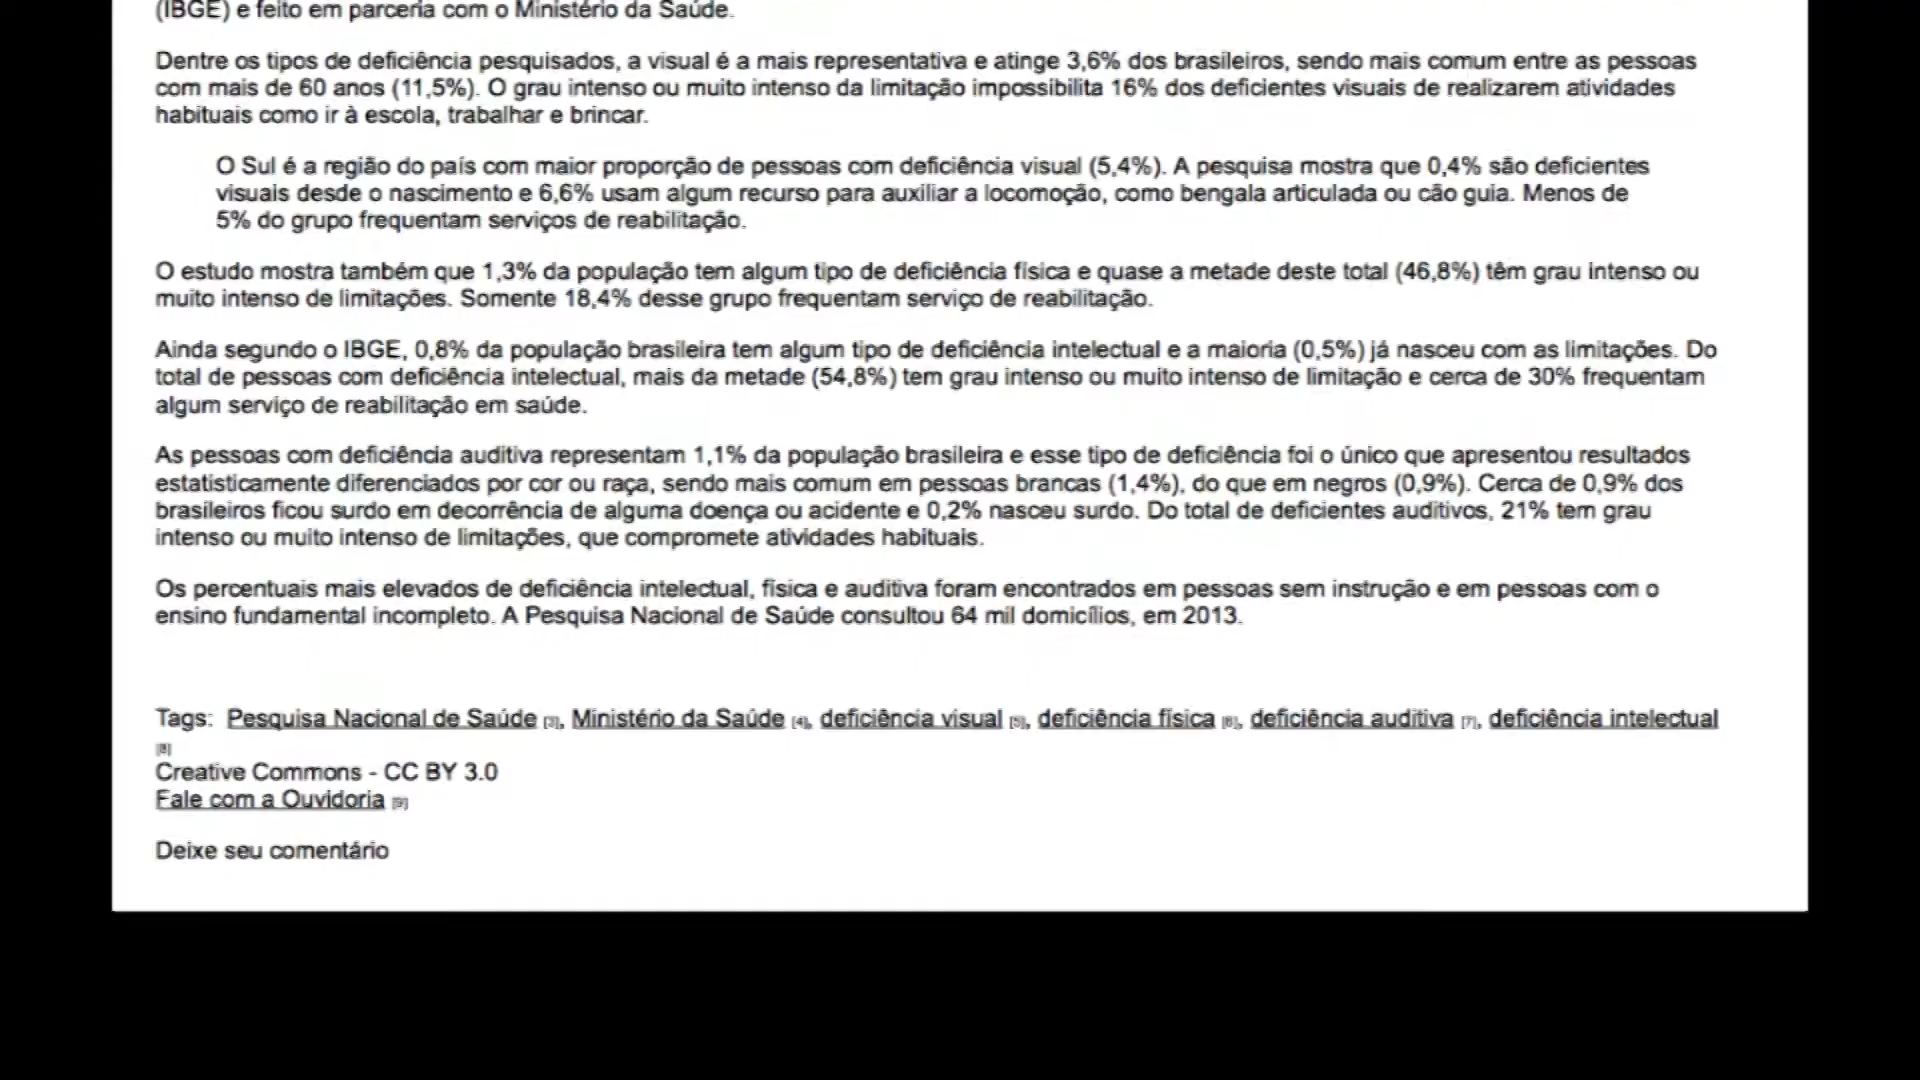 (IBGE) e feito em parceria com o Ministério da Saúde.
Dentre os tipos de deficiência pesquisados, a visual é a mais representativa e atinge 3,6% dos brasileiros, sendo mais comum entre as pessoas
com mais de 60 anos (11,5%). O grau intenso ou muito intenso da limitação impossibilita 16% dos deficientes visuais de realizarem atividades
habituais como ir à escola, trabalhar e brincar.
O Sul é a região do país com maior proporção de pessoas com deficiência visual (5,4%). A pesquisa mostra que 0,4% são deficientes
visuais desde o nascimento e 6,6% usam algum recurso para auxiliar a locomoção, como bengala articulada ou cão guia. Menos de
5% do grupo frequentam serviços de reabilitação.
O estudo mostra também que 1,3% da população tem algum tipo de deficiência física e quase a metade deste total (46,8%) têm grau intenso ou
muito intenso de limitações. Somente 18,4% desse grupo frequentam serviço de reabilitação.
Ainda segundo o IBGE, 0,8% da população brasileira tem algum tipo de deficiência intelectual e a maioria (0,5%) já nasceu com as limitações. Do
total de pessoas com deficiência intelectual, mais da metade (54,8%) tem grau intenso ou muito intenso de limitação e cerca de 30% frequentam
algum serviço de reabilitação em saúde.
As pessoas com deficiência auditiva representam 1,1% da população brasileira e esse tipo de deficiência foi o único que apresentou resultados
estatisticamente diferenciados por cor ou raça, sendo mais comum em pessoas brancas (1,4%), do que em negros (0,9%). Cerca de 0,9% dos
brasileiros ficou surdo em decorrência de alguma doença ou acidente e 0,2% nasceu surdo. Do total de deficientes auditivos, 21% tem grau
intenso ou muito intenso de limitações, que compromete atividades habituais.
Os percentuais mais elevados de deficiência intelectual, física e auditiva foram encontrados em pessoas sem instrução e em pessoas com o
ensino fundamental incompleto. A Pesquisa Nacional de Saúde consultou 64 mil domicílios, em 2013.
Tags: Pesquisa Nacional de Saúde [3], Ministério da Saúde [4], deficiência visual [5], deficiência física [6], deficiência auditiva [7], deficiência intelectual
[8]
Creative Commons - CC BY 3.0
Fale com a Ouvidoria [9]
Deixe seu comentário